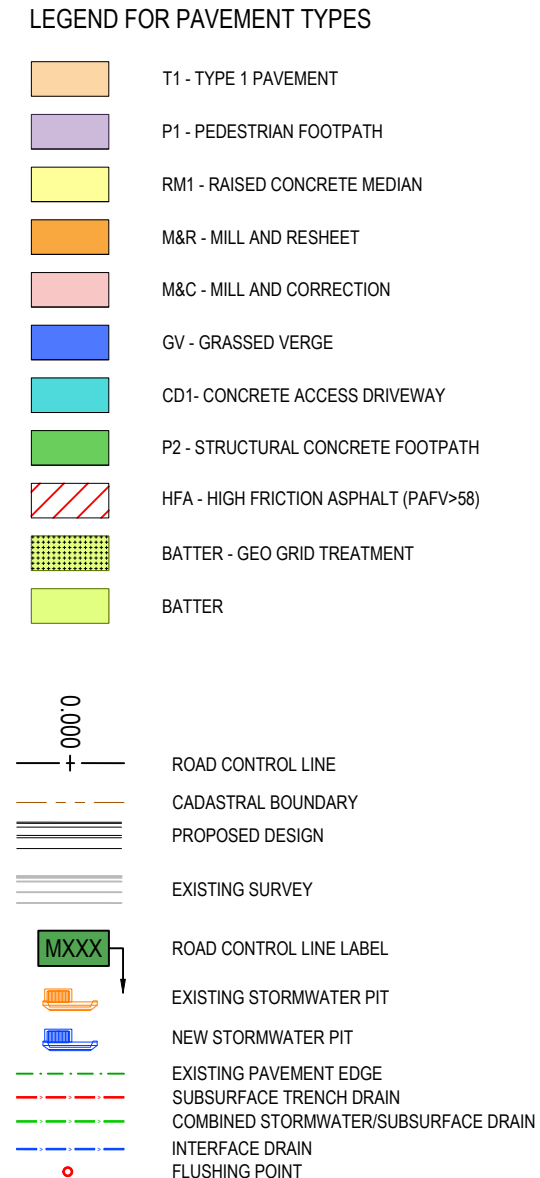 LEGEND FOR PAVEMENT TYPES
T1 - TYPE 1 PAVEMENT
P1 - PEDESTRIAN FOOTPATH
RM1 - RAISED CONCRETE MEDIAN
M&R - MILL AND RESHEET
M&C - MILL AND CORRECTION
GV - GRASSED VERGE
CD1- CONCRETE ACCESS DRIVEWAY
P2 - STRUCTURAL CONCRETE FOOTPATH
HFA - HIGH FRICTION ASPHALT (PAFV>58)
BATTER - GEO GRID TREATMENT
BATTER
0.000
ROAD CONTROL LINE
CADASTRAL BOUNDARY
PROPOSED DESIGN
EXISTING SURVEY
MXXX
ROAD CONTROL LINE LABEL
EXISTING STORMWATER PIT
NEW STORMWATER PIT
EXISTING PAVEMENT EDGE
SUBSURFACE TRENCH DRAIN
COMBINED STORMWATER/SUBSURFACE DRAIN
INTERFACE DRAIN
FLUSHING POINT